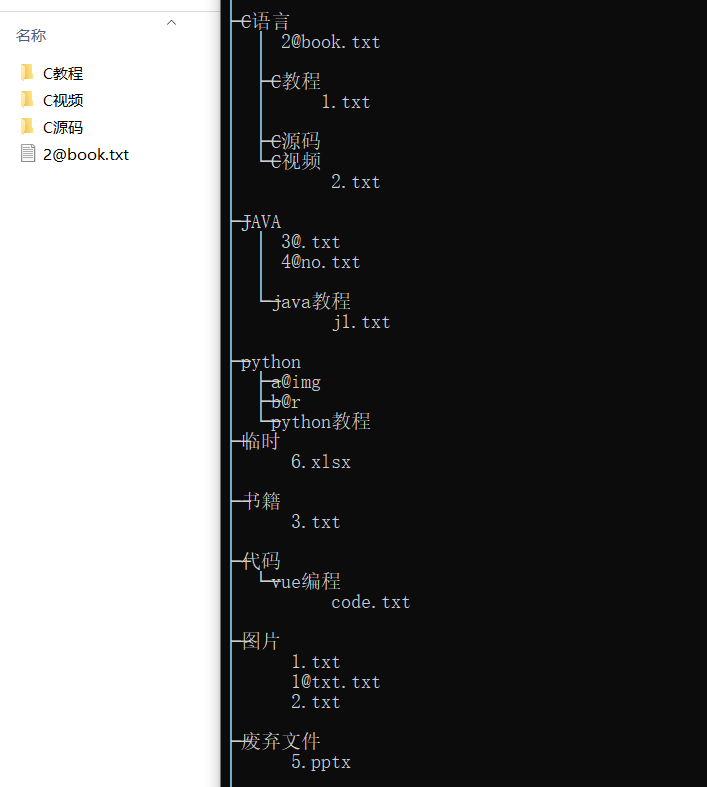 名称
C教程
C视频
C源码
2@book.txt
C语言
2@book.txt
C教程
1.txt
C源码
C视频
2.txt
JAVA
3@.txt
4@no.txt
java教程
j1.txt
python
a@img
b@r
python教程
临时
6.xlsx
书籍
3.txt
代码
vue编程
code.txt
图片
1.txt
1@txt.txt
2.txt
废弃文件
5.pptx